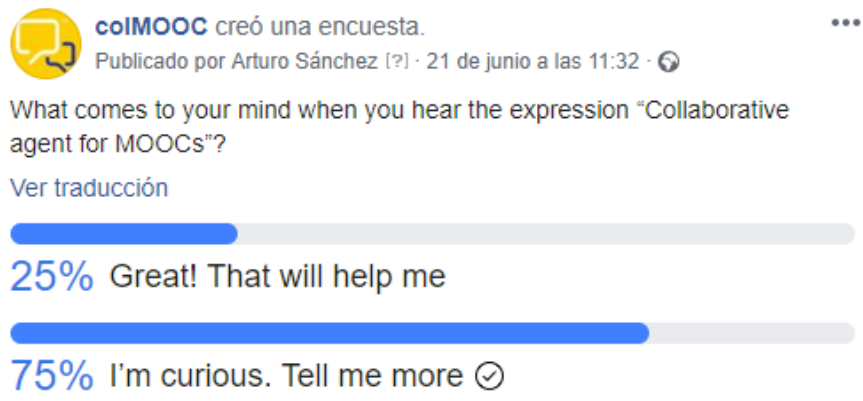 colMOOC creó una encuesta.
Publicado por Arturo Sánchez [?] · 21 de junio a las 11:32 ·
What comes to your mind when you hear the expression “Collaborative
agent for MOOCs”?
Ver traducción
25% Great! That will help me
75% I’m curious. Tell me more